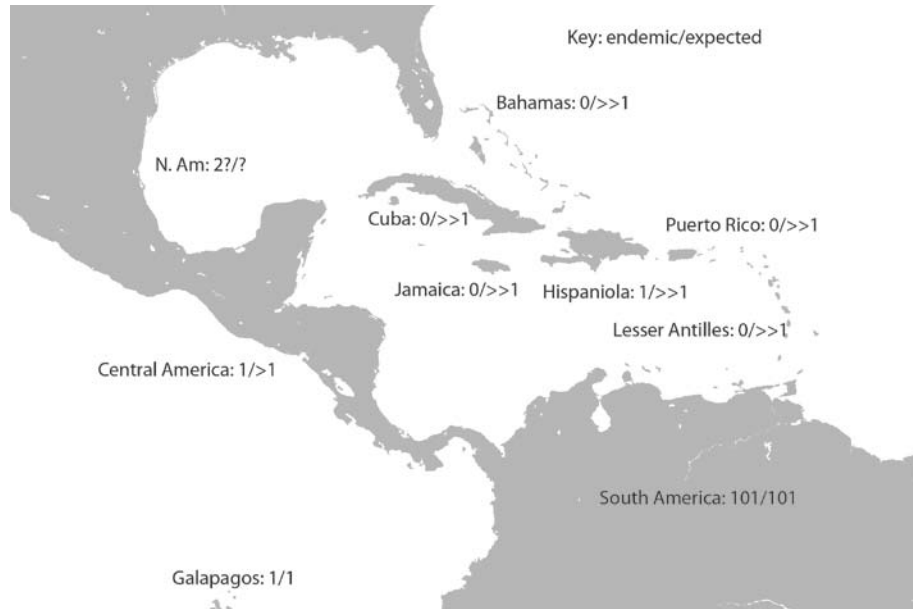 Key: endemic/expected
Bahamas: 0/>>1
N. Am: 2?/?
Cuba: 0/>>1
Puerto Rico: 0/>>1
Jamaica: 0/>>1
Hispaniola: 1/>>1
Lesser Antilles: 0/>>1
Central America: 1/>1
South America: 101/101
Galapagos: 1/1